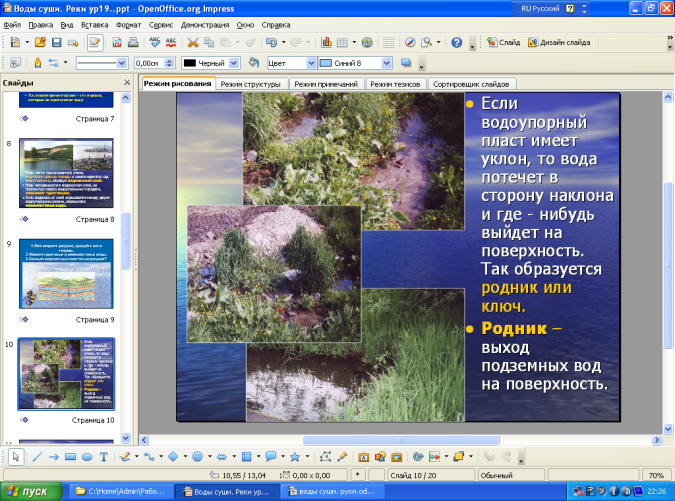 Воды суши. Реки ур19..ppt - OpenOffice.org Impress
RU Русский
Файл Правка Вид Вставка Формат Сервис Демонстрация Окно Справка
Слайд Дизайн слайда
0,00см Черный Цвет Синий 8
Слайды
Режим рисования Режим структуры Режим примечаний Режим тезисов Сортировщик слайдов
Страница 7
8
Страница 8
9
Страница 9
10
Страница 10
Если
водоупорный
пласт имеет
уклон, то вода
потечет в
сторону наклона
и где - нибудь
выйдет на
поверхность.
Так образуется
родник или
ключ.
Родник –
выход
подземных вод
на поверхность.
10,55 / 13,04 0,00 x 0,00 * Слайд 10 / 20 Обычный 70%
пуск C:\Home\Admin\Рабо... Воды суши. Реки ур... воды суши. руки.od... 22:26